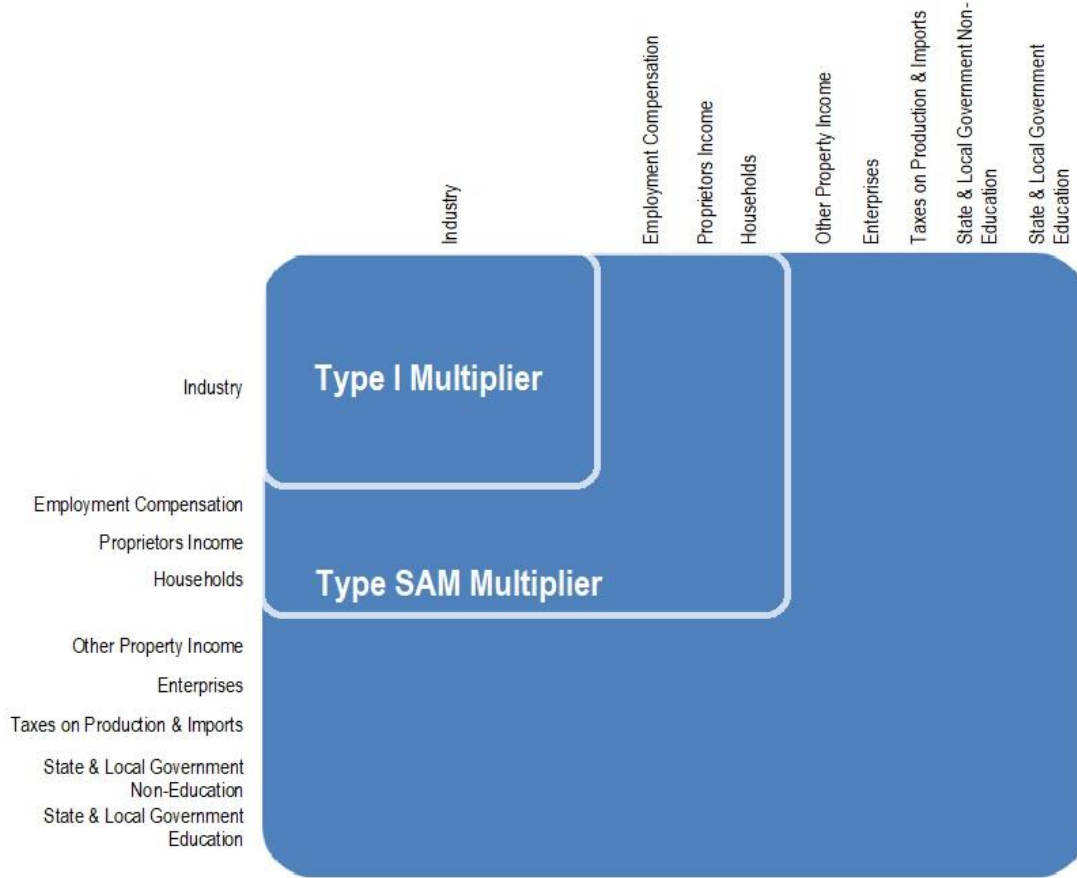 Industry
Employment Compensation
Proprietors Income
Households
Other Property Income
Enterprises
Taxes on Production & Imports
State & Local Government Non-
Education
State & Local Government
Education
Industry
Type I Multiplier
Employment Compensation
Proprietors Income
Households
Type SAM Multiplier
Other Property Income
Enterprises
Taxes on Production & Imports
State & Local Government
Non-Education
State & Local Government
Education